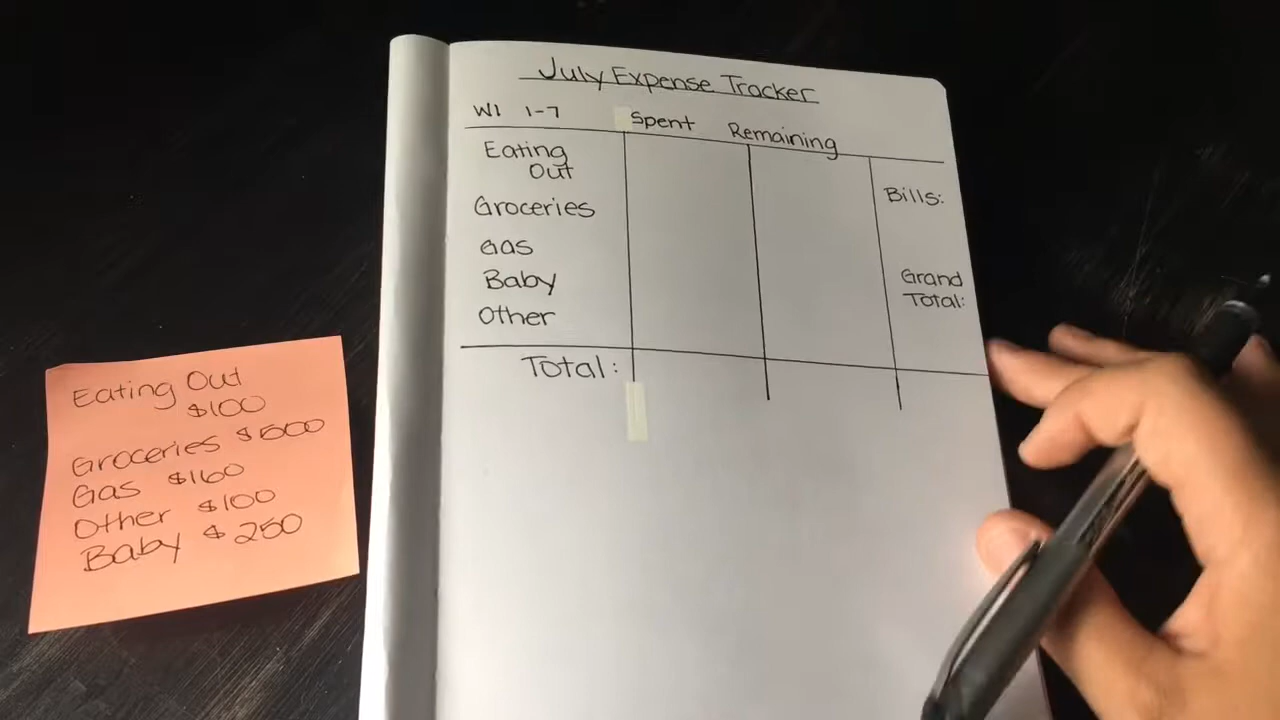 July Expense Tracker
W1 1-7 Spent Remaining
Eating
Out
Groceries
Gas
Baby
Other
Total:
Bills:
Grand
Total:
Eating Out
$100
Groceries $500
Gas $160
Other $100
Baby $250